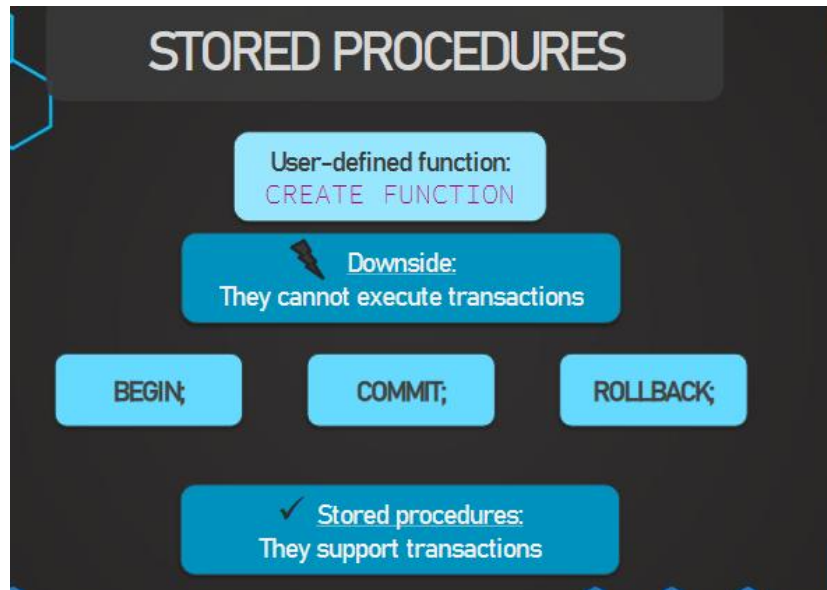 STORED PROCEDURES
User-defined function:
CREATE FUNCTION
Downside:
They cannot execute transactions
BEGIN;
COMMIT;
ROLLBACK;
Stored procedures:
They support transactions